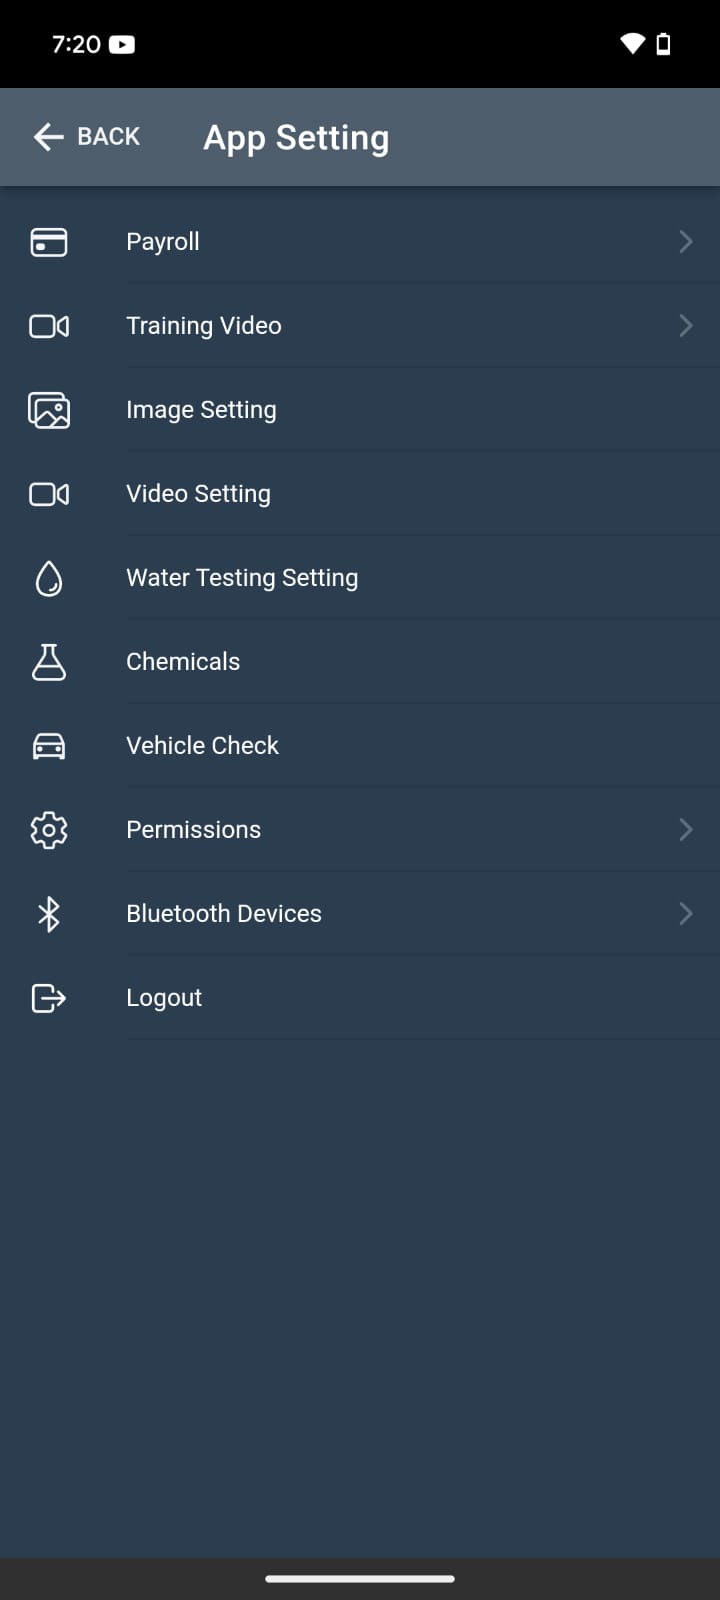 7:20
BACK App Setting
Payroll
Training Video
Image Setting
Video Setting
Water Testing Setting
Chemicals
Vehicle Check
Permissions
Bluetooth Devices
Logout